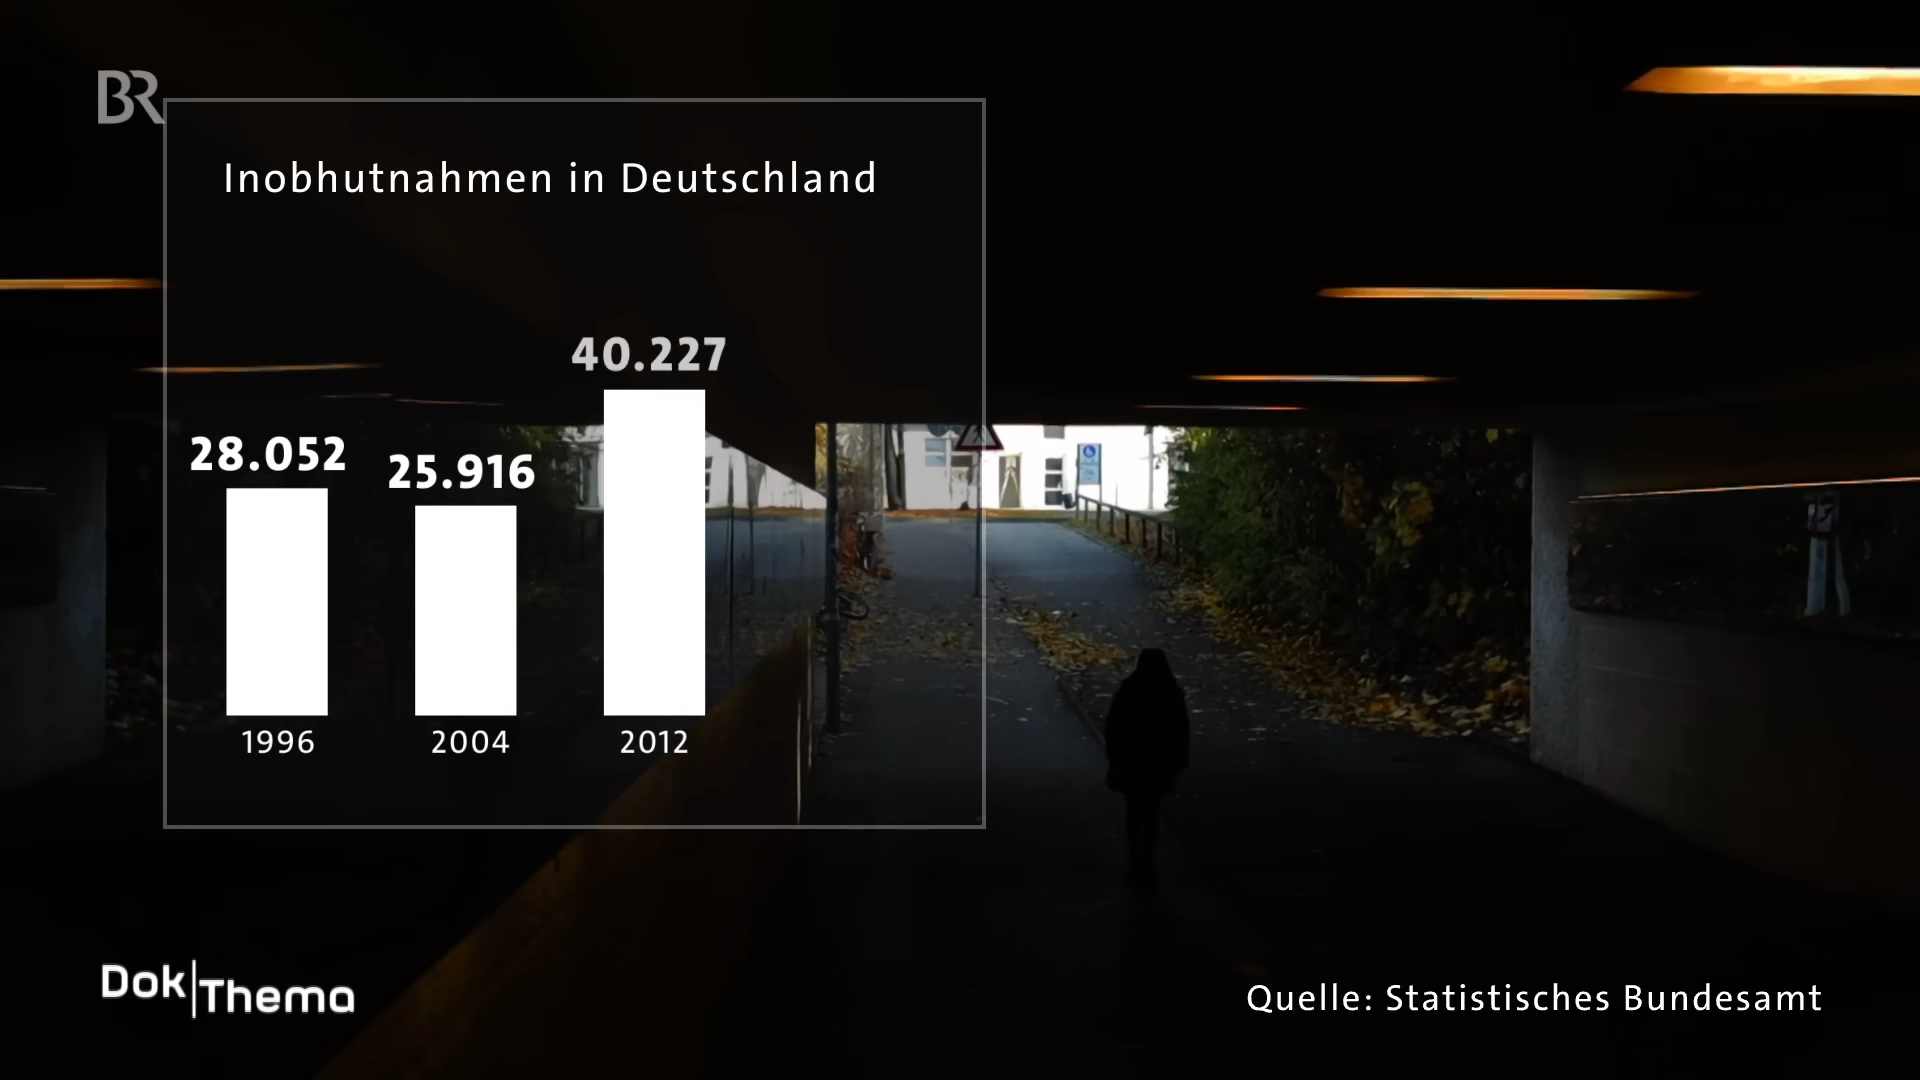 BR
Inobhutnahmen in Deutschland
40.227
28.052
25.916
1996 2004 2012
Dok|Thema
Quelle: Statistisches Bundesamt